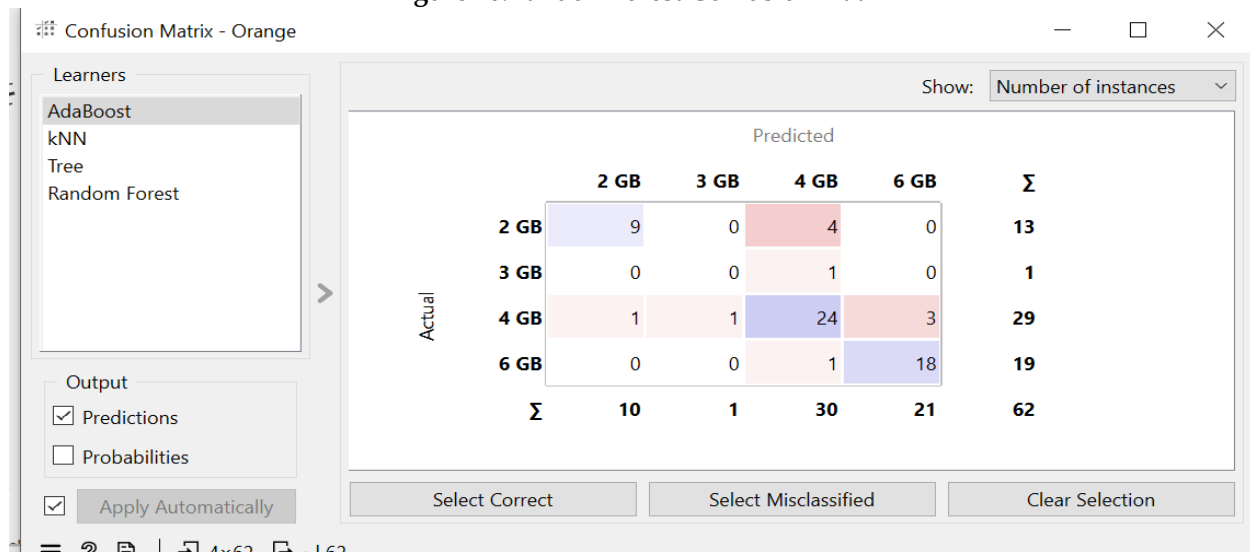 Confusion Matrix - Orange
Learners
AdaBoost
kNN
Tree
Random Forest
Output
Predictions
Probabilities
Apply Automatically
Show: Number of instances
Predicted
2 GB 3 GB 4 GB 6 GB Σ
Actual
2 GB 9 0 4 0 13
3 GB 0 0 1 0 1
4 GB 1 1 24 3 29
6 GB 0 0 1 18 19
Σ 10 1 30 21 62
Select Correct Select Misclassified Clear Selection